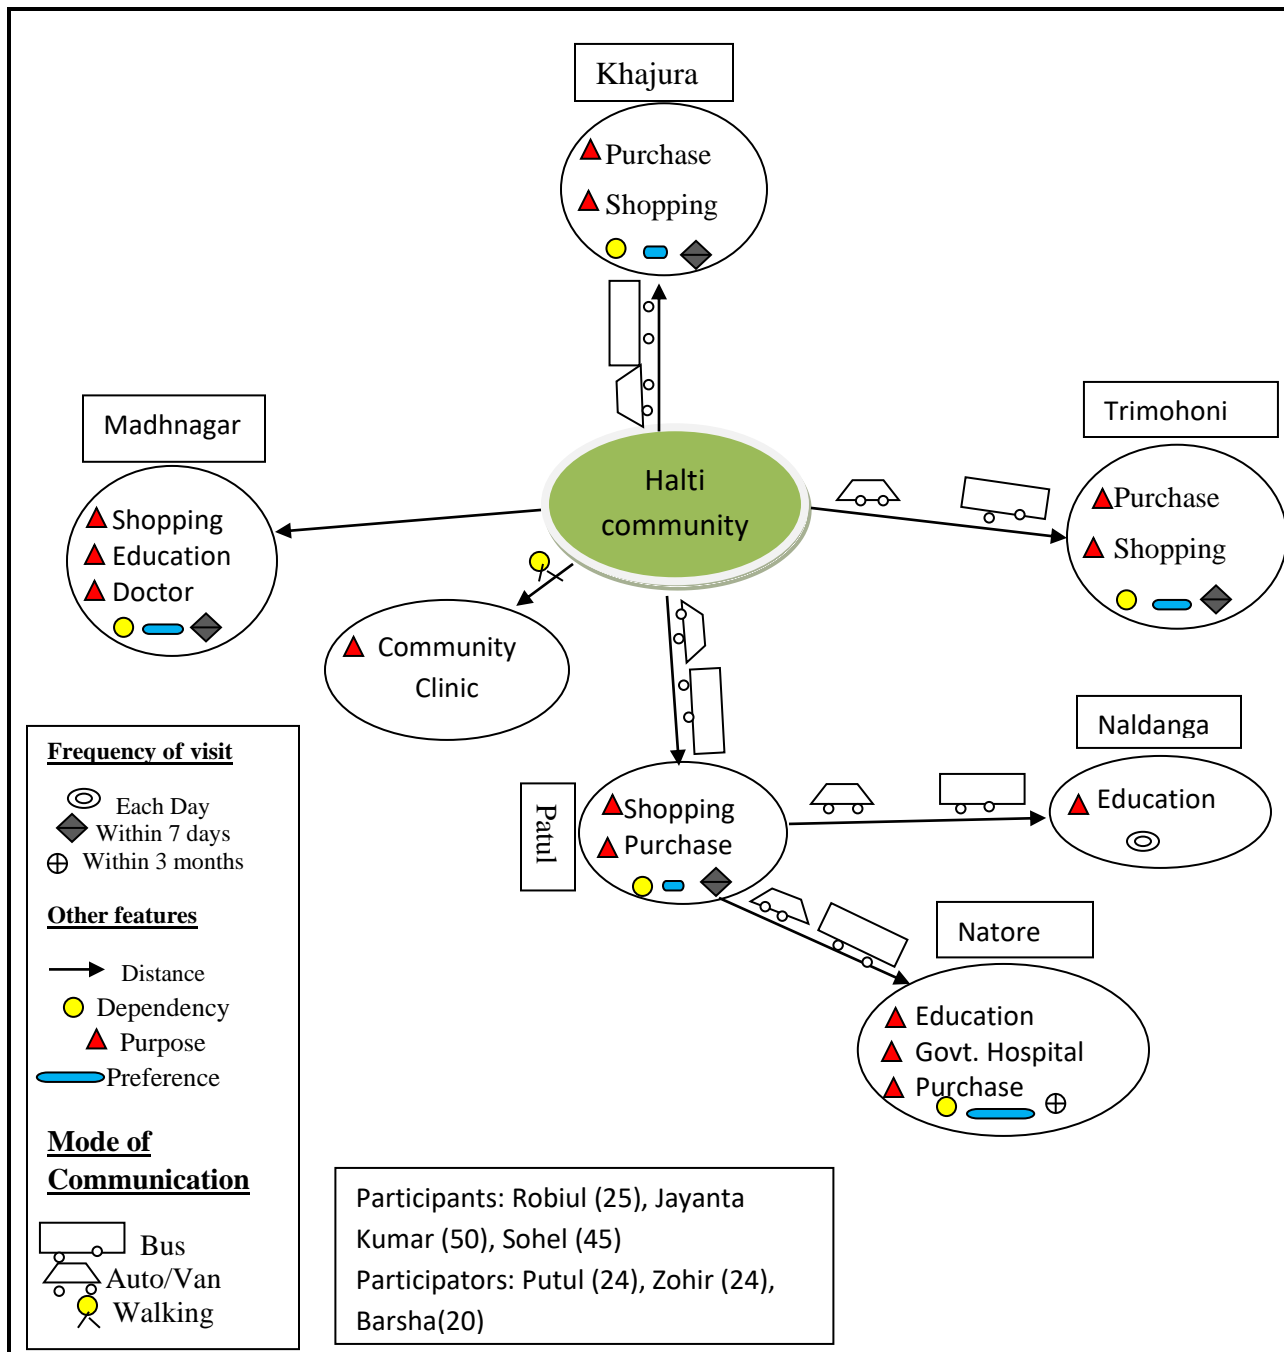 Khajura
Purchase
Shopping
Madhnagar
Shopping
Education
Doctor
Halti
community
Trimohoni
Purchase
Shopping
Community
Clinic
Patul
Shopping
Purchase
Naldanga
Education
Natore
Education
Govt. Hospital
Purchase
Frequency of visit
Each Day
Within 7 days
Within 3 months
Other features
Distance
Dependency
Purpose
Preference
Mode of
Communication
Bus
Auto/Van
Walking
Participants: Robiul (25), Jayanta
Kumar (50), Sohel (45)
Participators: Putul (24), Zohir (24),
Barsha(20)